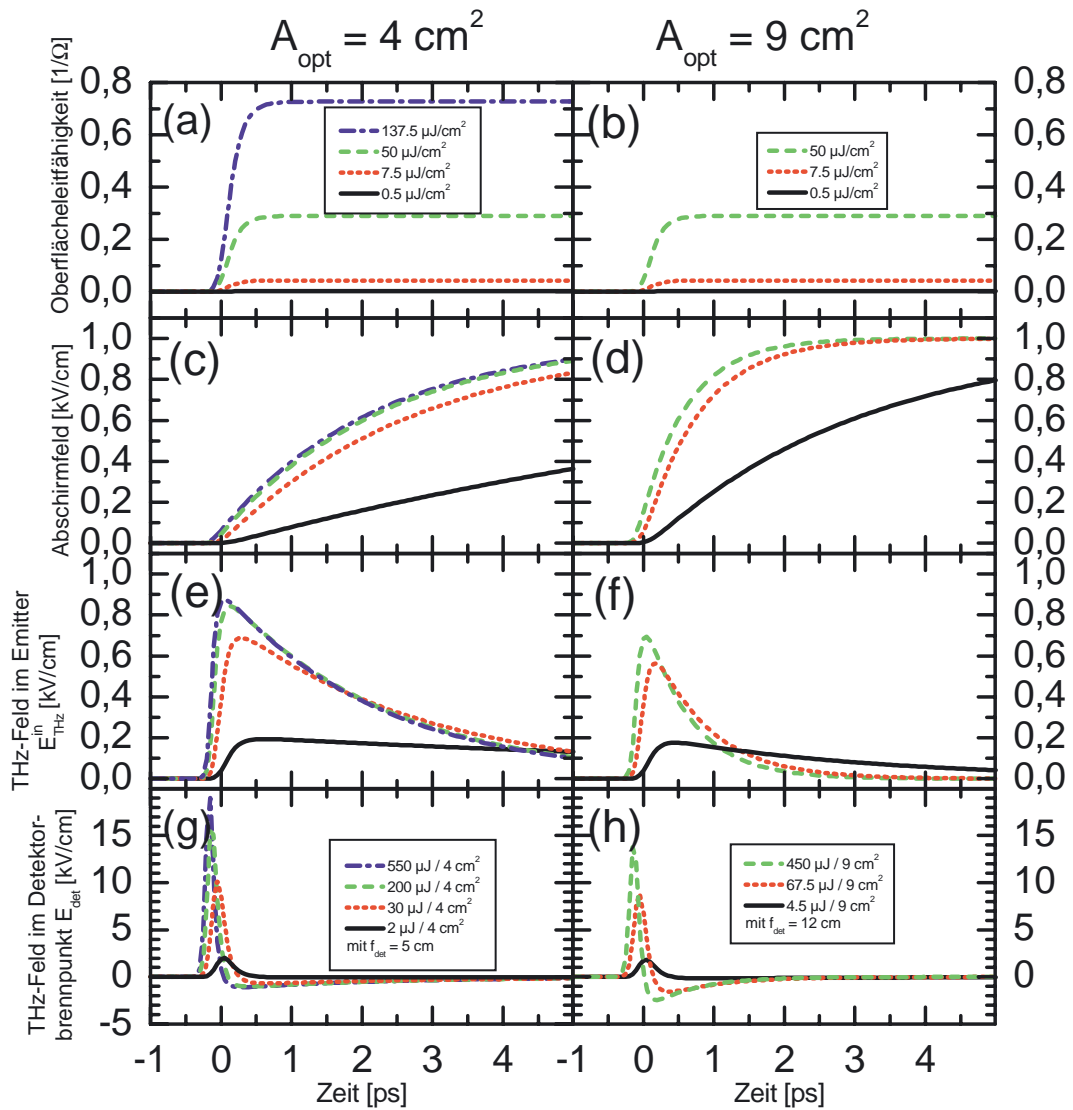 A_opt = 4 cm²
A_opt = 9 cm²
Oberflächeleitfähigkeit [1/Ω]
0,8
0,6
0,4
0,2
0,0
(a)
137.5 µJ/cm²
50 µJ/cm²
7.5 µJ/cm²
0.5 µJ/cm²
(b)
50 µJ/cm²
7.5 µJ/cm²
0.5 µJ/cm²
0,8
0,6
0,4
0,2
0,0
Abschirmfeld [kV/cm]
1,0
0,8
0,6
0,4
0,2
0,0
(c)
(d)
1,0
0,8
0,6
0,4
0,2
0,0
THz-Feld im Emitter
E^in_THz [kV/cm]
1,0
0,8
0,6
0,4
0,2
0,0
(e)
(f)
1,0
0,8
0,6
0,4
0,2
0,0
THz-Feld im Detektor-
brennpunkt E_det [kV/cm]
15
10
5
0
-5
(g)
550 µJ / 4 cm²
200 µJ / 4 cm²
30 µJ / 4 cm²
2 µJ / 4 cm²
mit f_det = 5 cm
(h)
450 µJ / 9 cm²
67.5 µJ / 9 cm²
4.5 µJ / 9 cm²
mit f_det = 12 cm
15
10
0
-1 0 1 2 3 4 -1 0 1 2 3 4
Zeit [ps]
Zeit [ps]